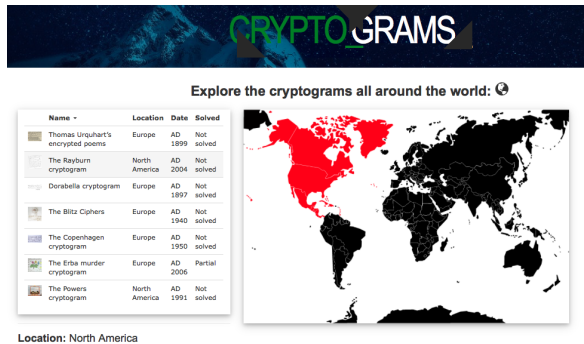 CRYPTO_GRAMS
Explore the cryptograms all around the world:
Name Location Date Solved
Thomas Urquhart's Europe AD Not
encrypted poems 1899 solved
The Rayburn North AD Not
cryptogram America 2004 solved
Dorabella cryptogram Europe AD Not
1897 solved
The Blitz Ciphers Europe AD Not
1940 solved
The Copenhagen Europe AD Not
cryptogram 1950 solved
The Erba murder Europe AD Partial
cryptogram 2006
The Powers North AD Not
cryptogram America 1991 solved
Location: North America